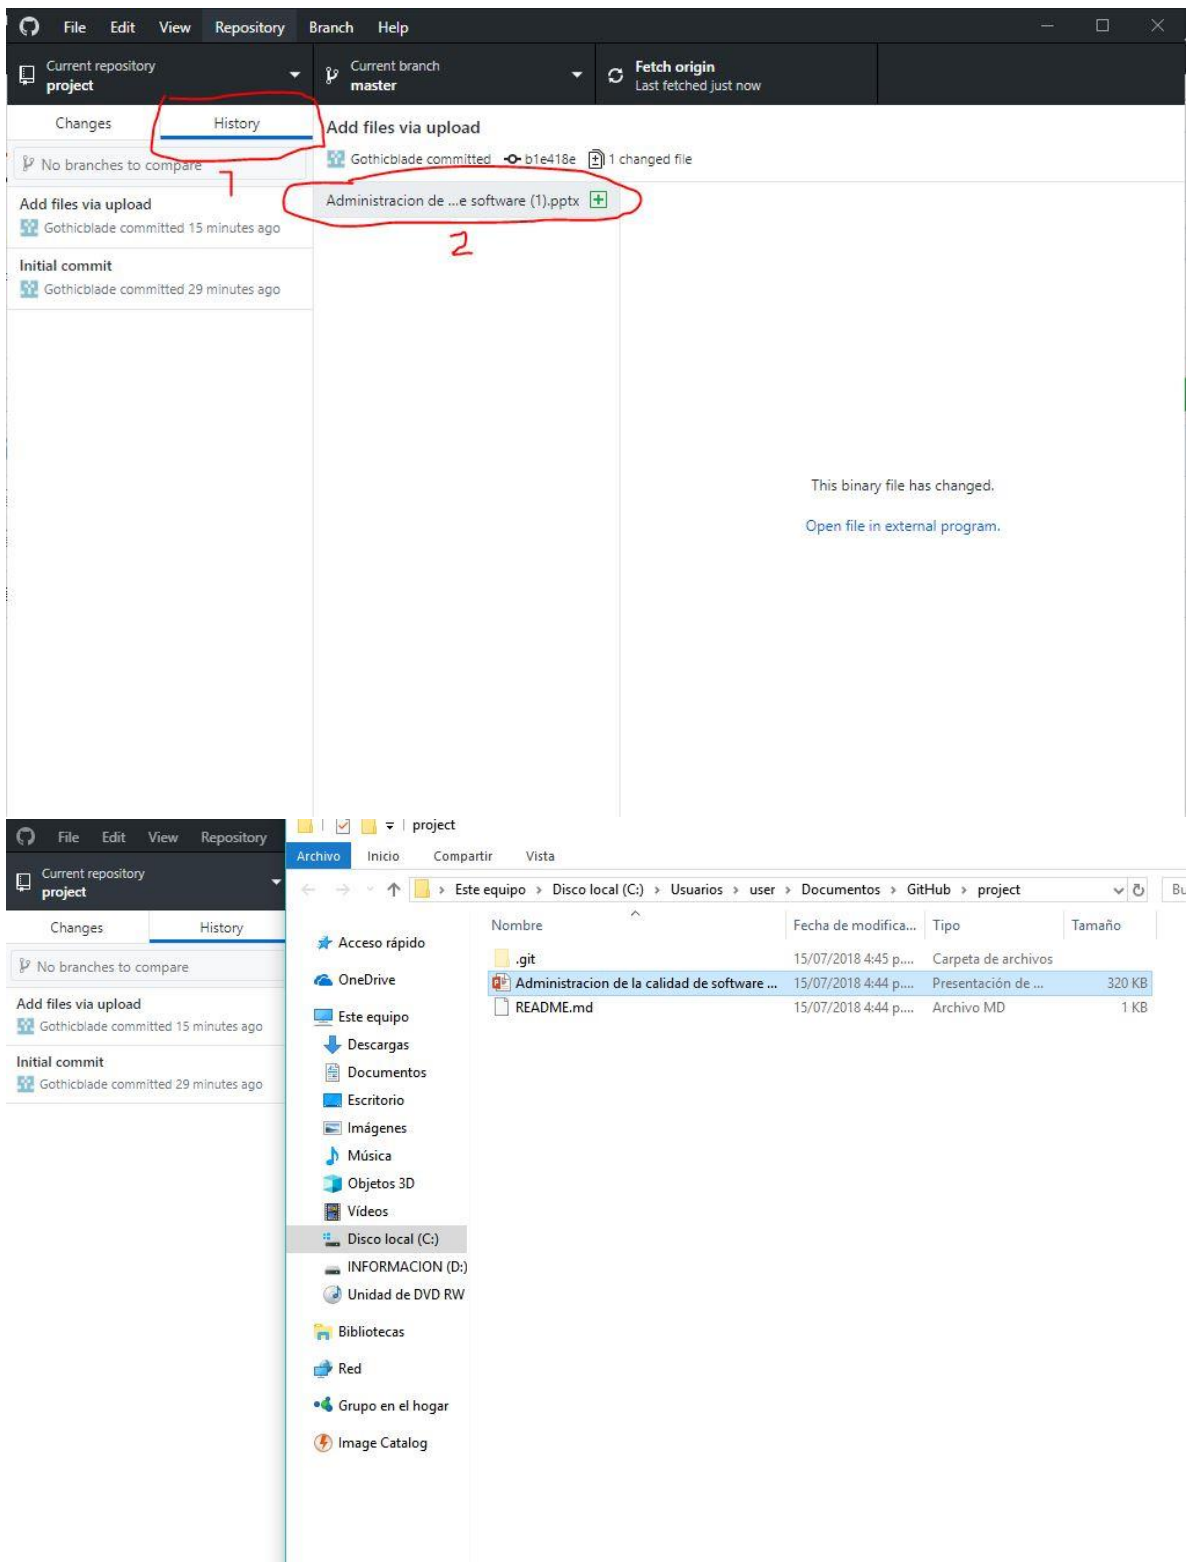 File Edit View Repository Branch Help
Current repository
project
Current branch
master
Fetch origin
Last fetched just now
Changes History
No branches to compare
1
Add files via upload
Gothicblade committed 15 minutes ago
Initial commit
Gothicblade committed 29 minutes ago
Add files via upload
Gothicblade committed b1e418e 1 changed file
Administracion de ...e software (1).pptx
2
This binary file has changed.
Open file in external program.
File Edit View Repository
Current repository
project
Changes History
No branches to compare
Add files via upload
Gothicblade committed 15 minutes ago
Initial commit
Gothicblade committed 29 minutes ago
project
Archivo Inicio Compartir Vista
Este equipo › Disco local (C:) › Usuarios › user › Documentos › GitHub › project
Bu
Acceso rápido
OneDrive
Este equipo
Descargas
Documentos
Escritorio
Imágenes
Música
Objetos 3D
Vídeos
Disco local (C:)
INFORMACION (D:)
Unidad de DVD RW
Bibliotecas
Red
Grupo en el hogar
Image Catalog
Nombre Fecha de modifica... Tipo Tamaño
.git 15/07/2018 4:45 p.... Carpeta de archivos
Administracion de la calidad de software ... 15/07/2018 4:44 p.... Presentación de ... 320 KB
README.md 15/07/2018 4:44 p.... Archivo MD 1 KB